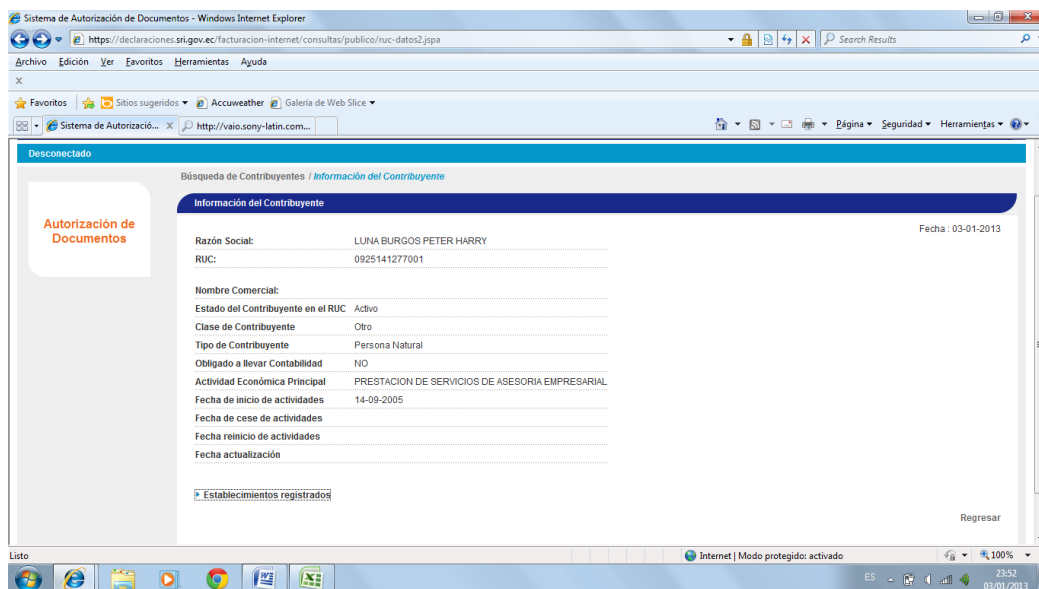 Sistema de Autorización de Documentos - Windows Internet Explorer
https://declaraciones.sri.gov.ec/facturacion-internet/consultas/publico/ruc-datos2.jspa
Search Results
Archivo Edición Ver Favoritos Herramientas Ayuda
x
Favoritos Sitios sugeridos Accuweather Galería de Web Slice
Sistema de Autorizació... X http://vaio.sony-latin.com... Página Seguridad Herramientas
Desconectado
Búsqueda de Contribuyentes / Información del Contribuyente
Información del Contribuyente
Autorización de
Documentos
Fecha : 03-01-2013
Razón Social: LUNA BURGOS PETER HARRY
RUC: 0925141277001
Nombre Comercial:
Estado del Contribuyente en el RUC Activo
Clase de Contribuyente Otro
Tipo de Contribuyente Persona Natural
Obligado a llevar Contabilidad NO
Actividad Económica Principal PRESTACION DE SERVICIOS DE ASESORIA EMPRESARIAL
Fecha de inicio de actividades 14-09-2005
Fecha de cese de actividades
Fecha reinicio de actividades
Fecha actualización
Establecimientos registrados
Regresar
Listo Internet | Modo protegido: activado 100%
ES 23:52
03/01/2013